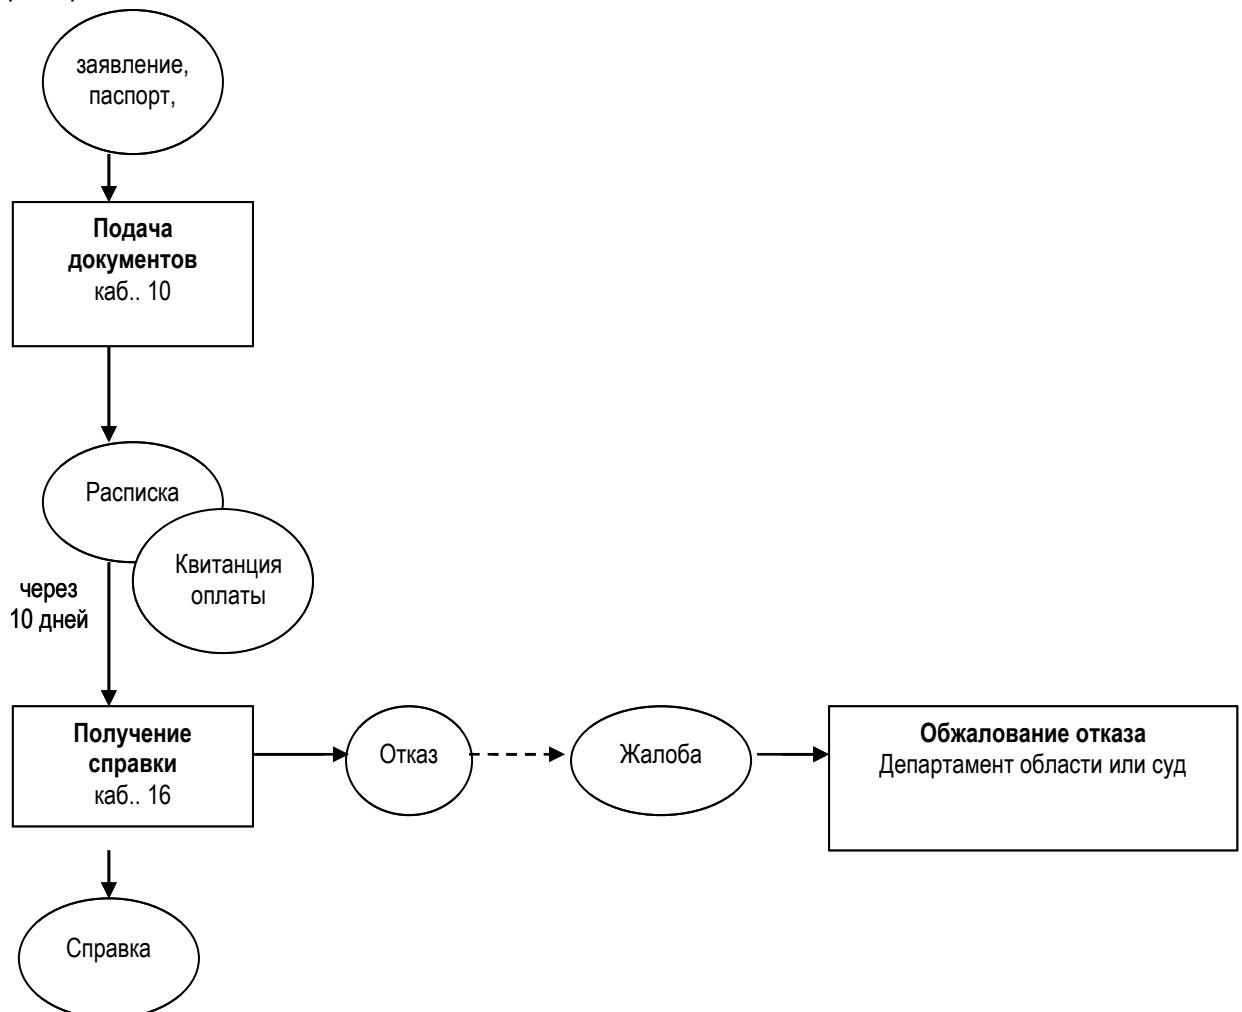 заявление,
паспорт,
Подача
документов
каб.. 10
Расписка
Квитанция
оплаты
через
10 дней
Получение
справки
каб.. 16
Отказ
Жалоба
Обжалование отказа
Департамент области или суд
Справка